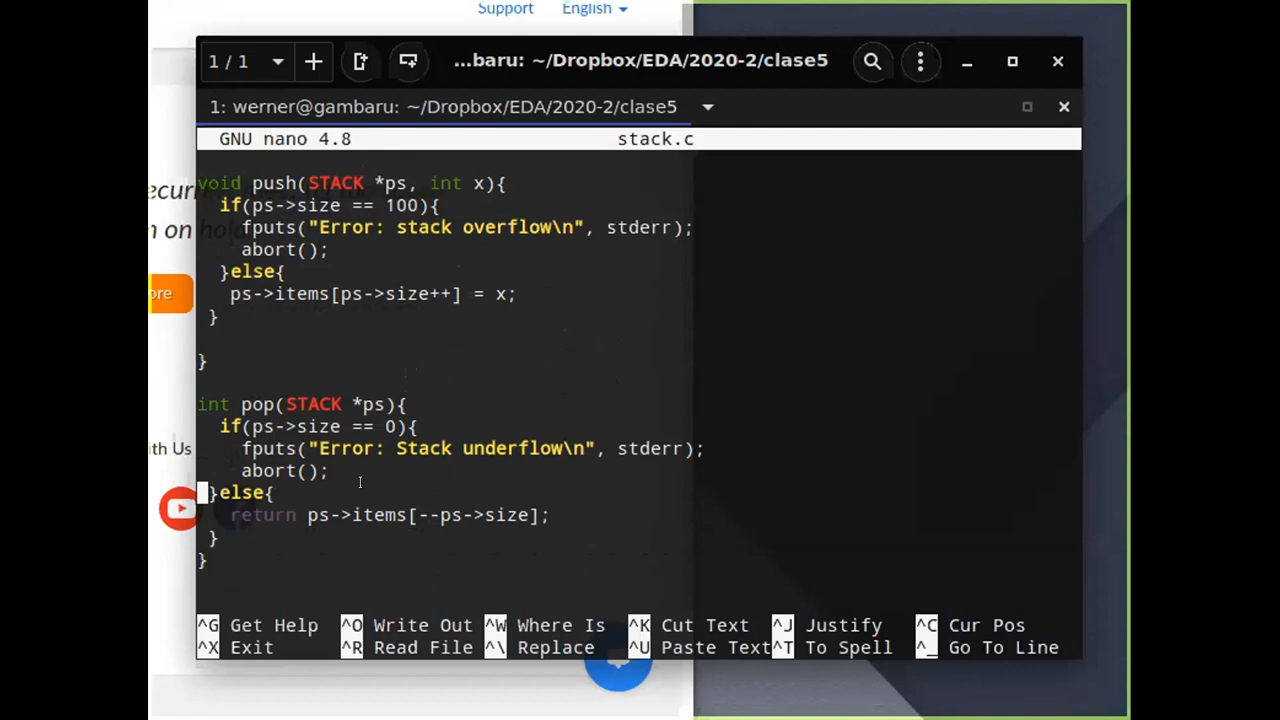 Support English
1 / 1 ...baru: ~/Dropbox/EDA/2020-2/clase5
1: werner@gambaru: ~/Dropbox/EDA/2020-2/clase5
GNU nano 4.8 stack.c
void push(STACK *ps, int x){
if(ps->size == 100){
fputs("Error: stack overflow\n", stderr);
abort();
}else{
ps->items[ps->size++] = x;
}
}
int pop(STACK *ps){
if(ps->size == 0){
fputs("Error: Stack underflow\n", stderr);
abort();
}else{
return ps->items[--ps->size];
}
}
^G Get Help ^O Write Out ^W Where Is ^K Cut Text ^J Justify ^C Cur Pos
^X Exit ^R Read File ^\ Replace ^U Paste Text ^T To Spell ^_ Go To Line
on ho
ith Us